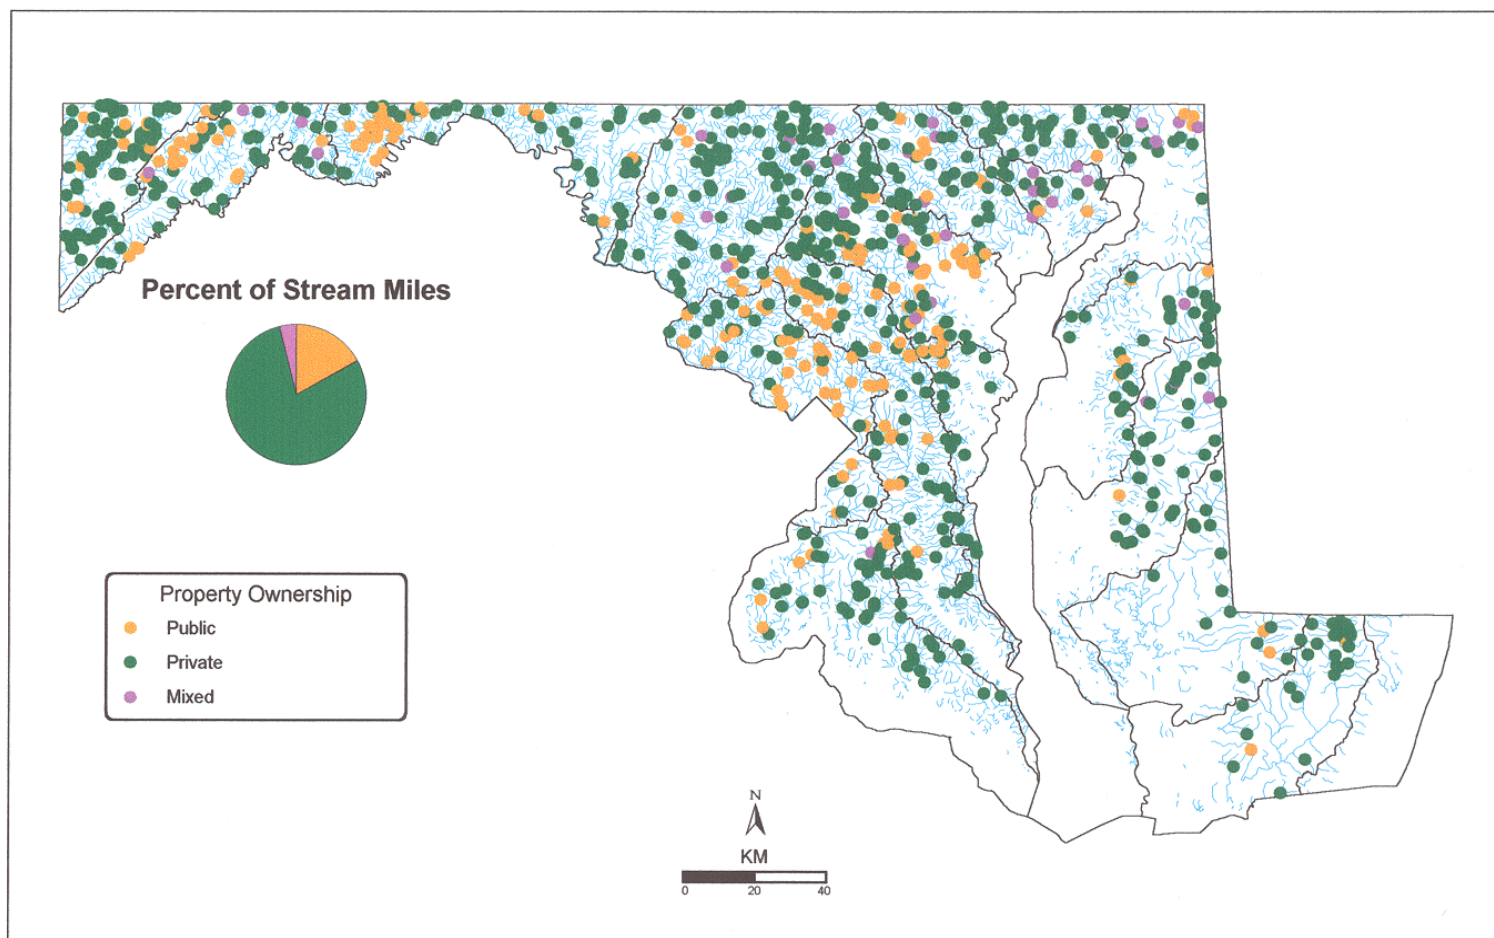 Percent of Stream Miles
Property Ownership
Public
Private
Mixed
N
KM
0 20 40